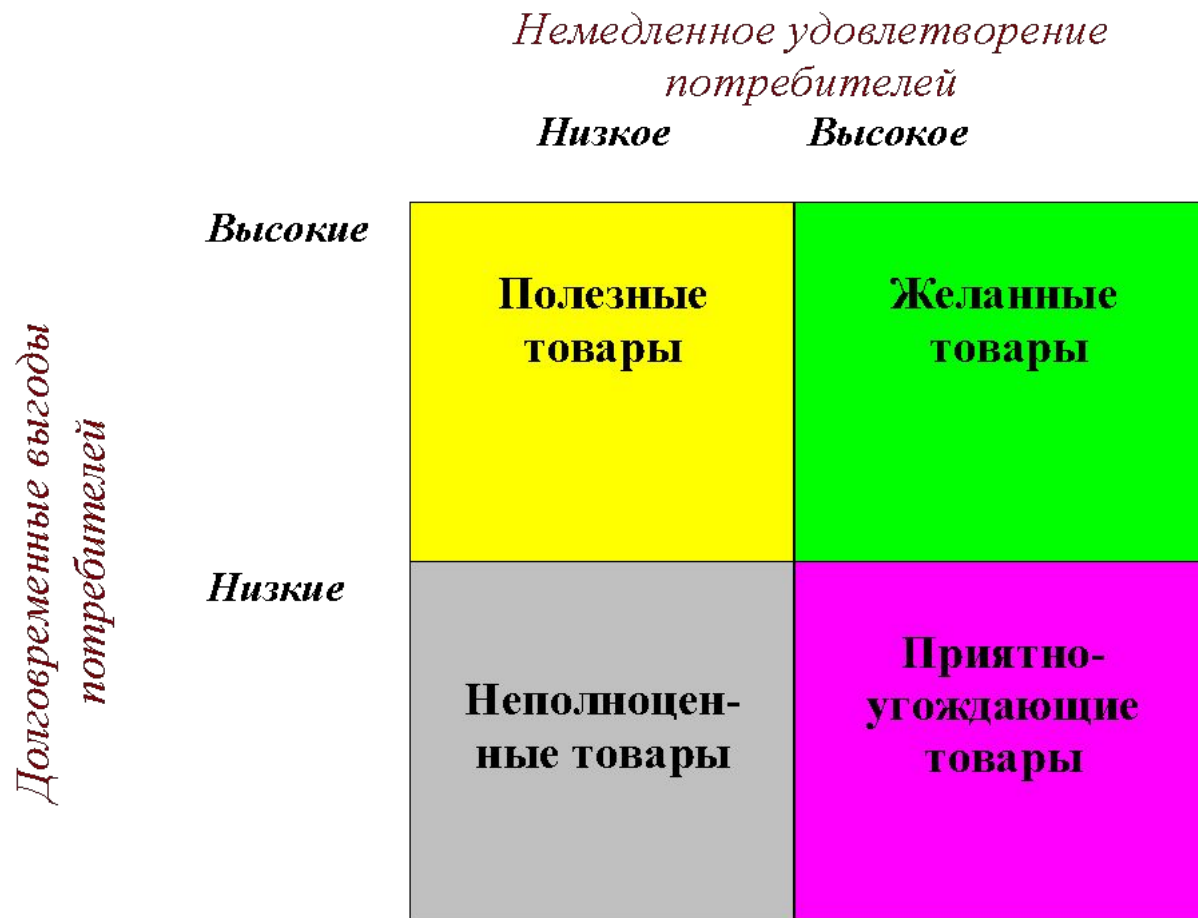 Немедленное удовлетворение
потребителей
Низкое Высокое
Высокие
Полезные
товары
Желанные
товары
Долговременные выгоды
потребителей
Низкие
Неполноцен-
ные товары
Приятно-
угождающие
товары